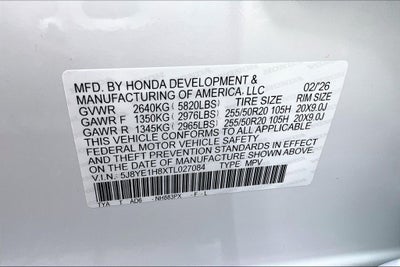 MFD. BY HONDA DEVELOPMENT &
MANUFACTURING OF AMERICA, LLC 02/'26
GVWR 2640KG (5820LBS) TIRE SIZE RIM SIZE
GAWR F 1350KG (2976LBS) 255/50R20 105H 20X9.0J
GAWR R 1345KG (2965LBS) 255/50R20 105H 20X9.0J
THIS VEHICLE CONFORMS TO ALL APPLICABLE
FEDERAL MOTOR VEHICLE SAFETY STANDARDS IN EFFECT
ON THE DATE OF MANUFACTURE SHOWN ABOVE.
V.I.N.: 5J8YE1H8XTL027084 TYPE: MPV
TYA F AD6 NH883PX F - L